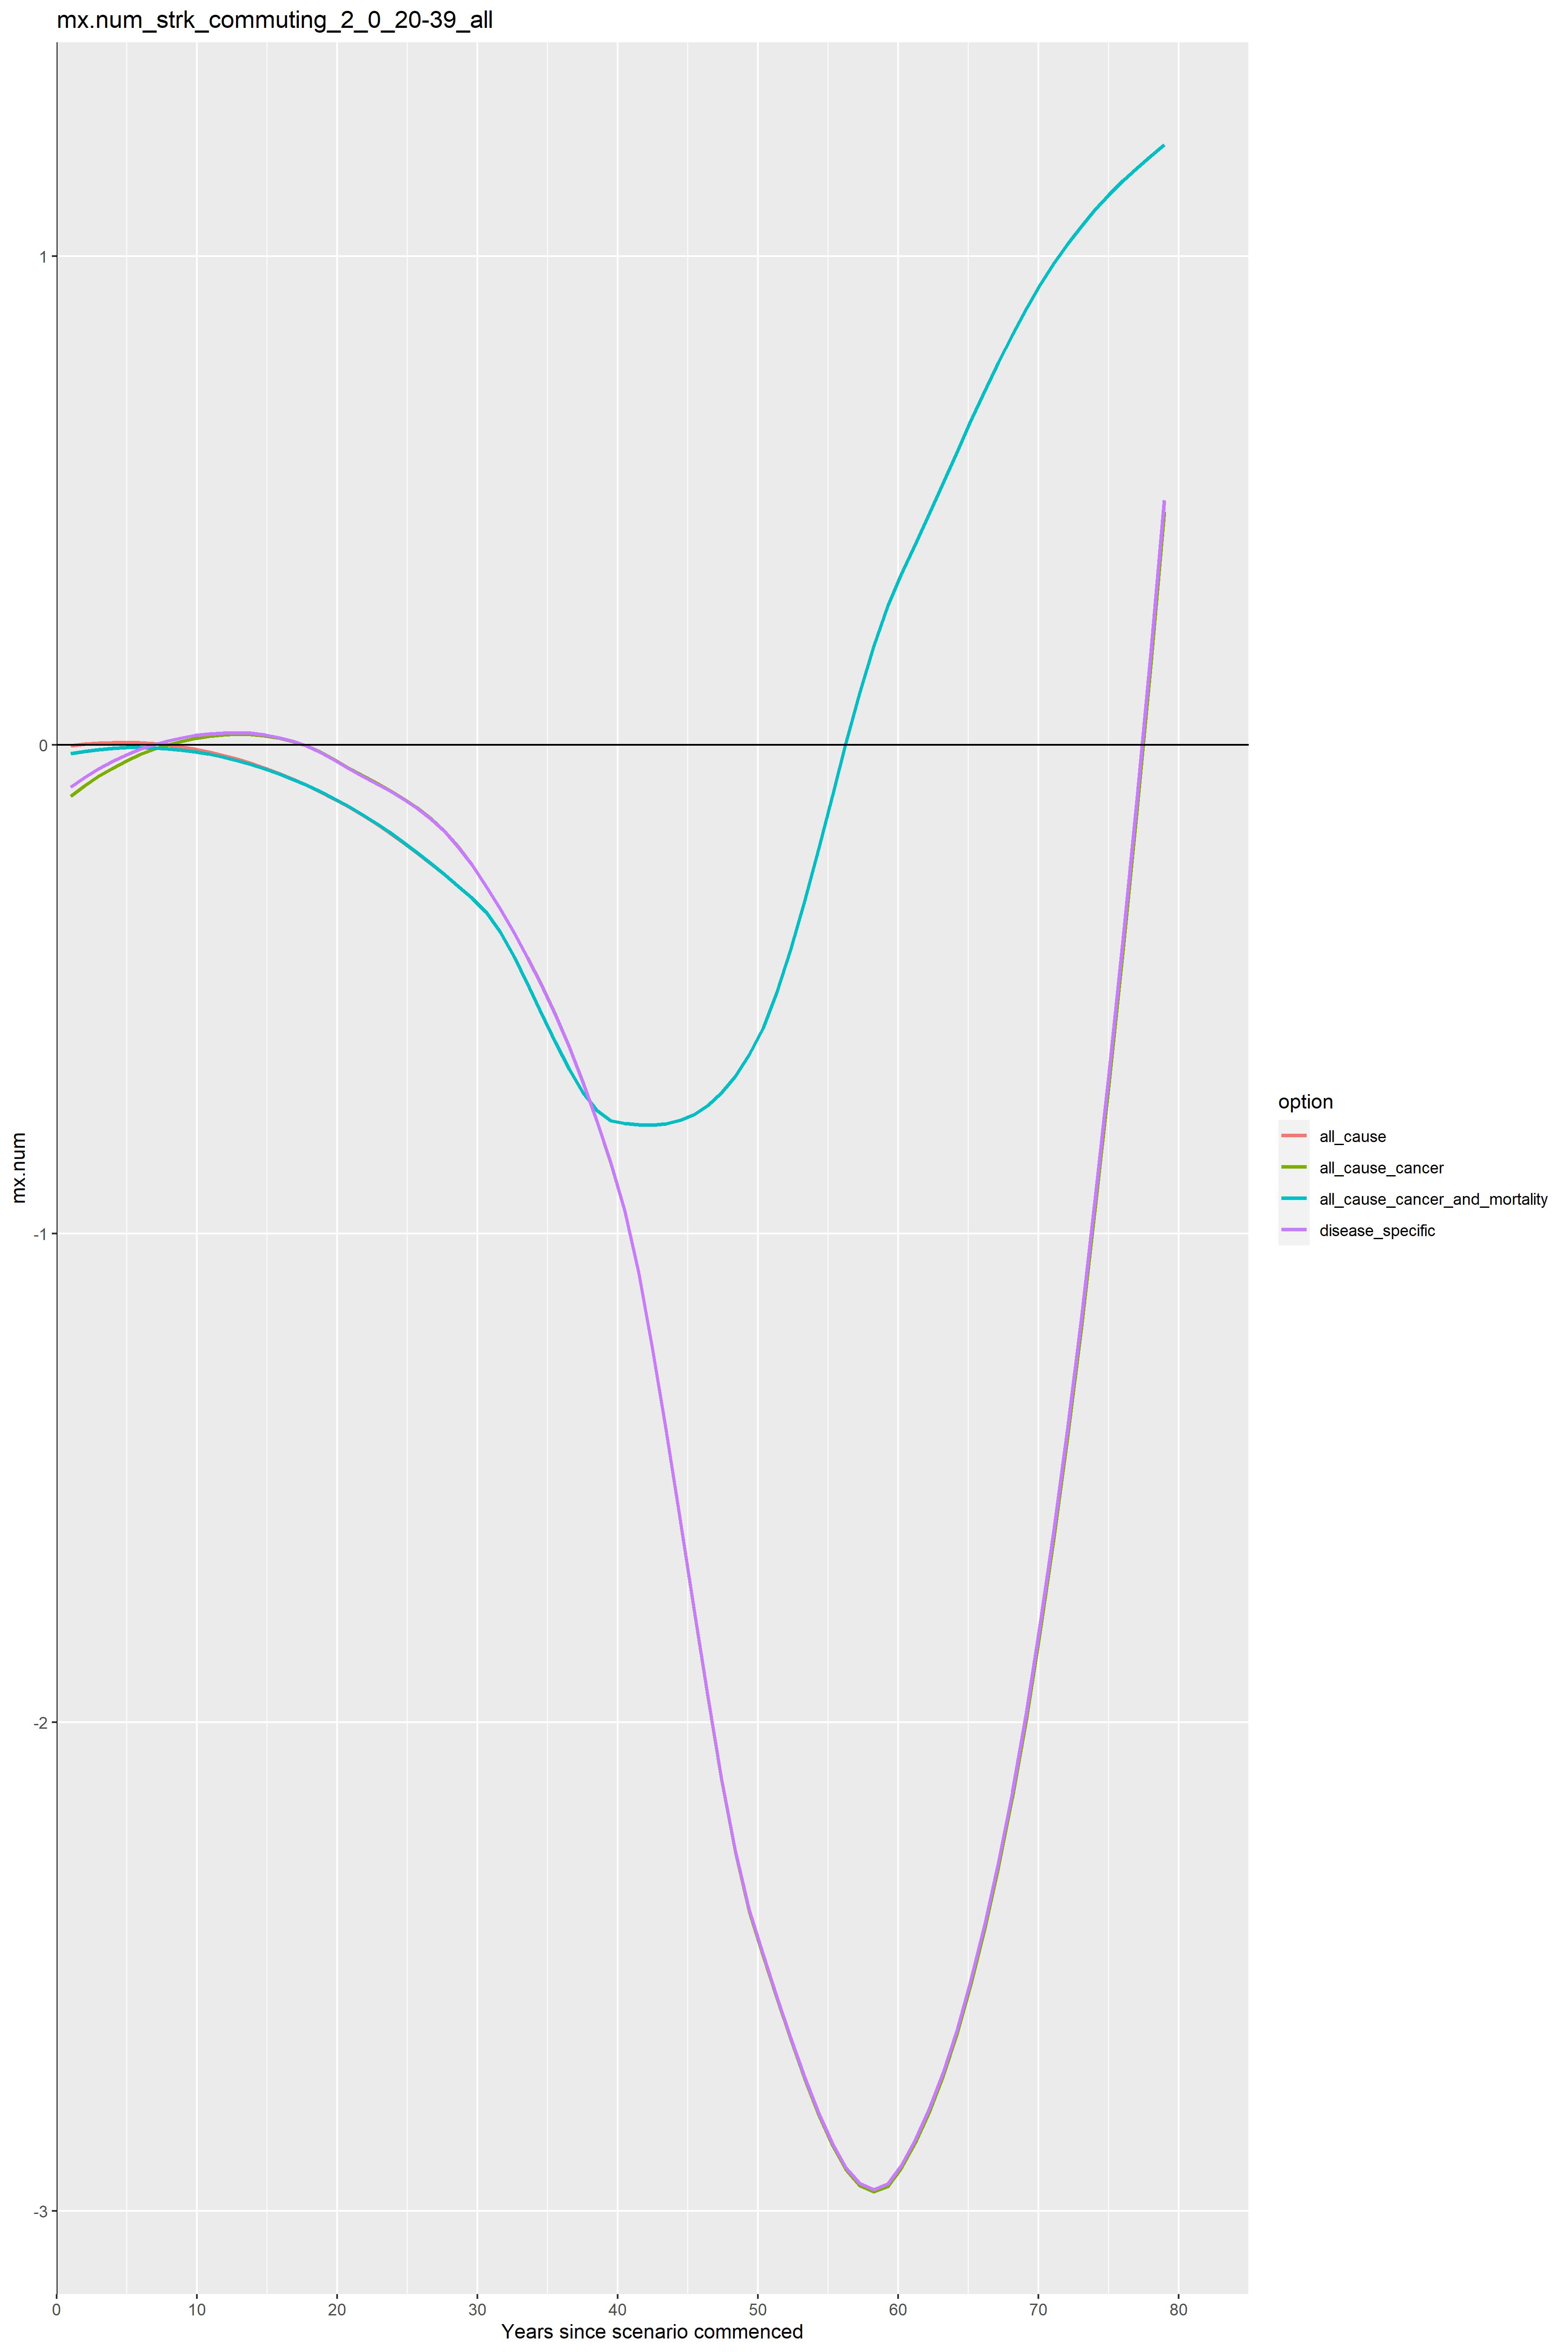 mx.num_strk_commuting_2_0_20-39_all
1
0
-1
-2
-3
mx.num
0 10 20 30 40 50 60 70 80
Years since scenario commenced
option
all_cause
all_cause_cancer
all_cause_cancer_and_mortality
disease_specific